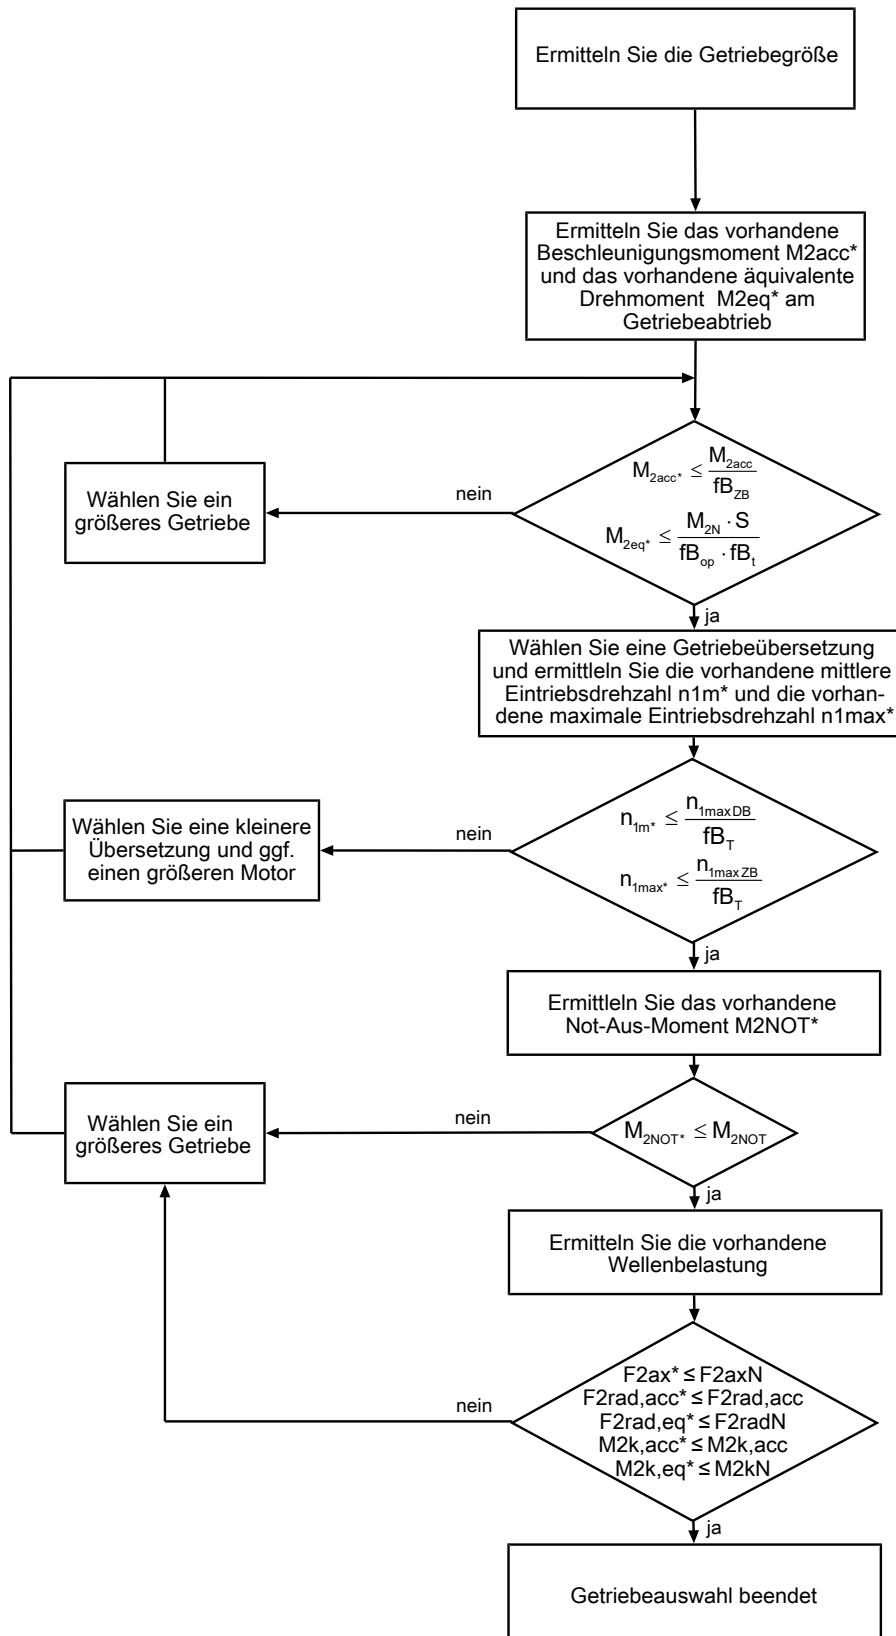 Ermitteln Sie die Getriebegröße
Ermitteln Sie das vorhandene
Beschleunigungsmoment M2acc*
und das vorhandene äquivalente
Drehmoment M2eq* am
Getriebeabtrieb
M2acc* ≤ M2acc / fBZB
M2eq* ≤ M2N · S / fBop · fBt
nein
Wählen Sie ein
größeres Getriebe
ja
Wählen Sie eine Getriebeübersetzung
und ermittleln Sie die vorhandene mittlere
Eintriebsdrehzahl n1m* und die vorhan-
dene maximale Eintriebsdrehzahl n1max*
n1m* ≤ n1maxDB / fBT
n1max* ≤ n1maxZB / fBT
nein
Wählen Sie eine kleinere
Übersetzung und ggf.
einen größeren Motor
ja
Ermittleln Sie das vorhandene
Not-Aus-Moment M2NOT*
M2NOT* ≤ M2NOT
nein
Wählen Sie ein
größeres Getriebe
ja
Ermitteln Sie die vorhandene
Wellenbelastung
F2ax* ≤ F2axN
F2rad,acc* ≤ F2rad,acc
F2rad,eq* ≤ F2radN
M2k,acc* ≤ M2k,acc
M2k,eq* ≤ M2kN
nein
ja
Getriebeauswahl beendet